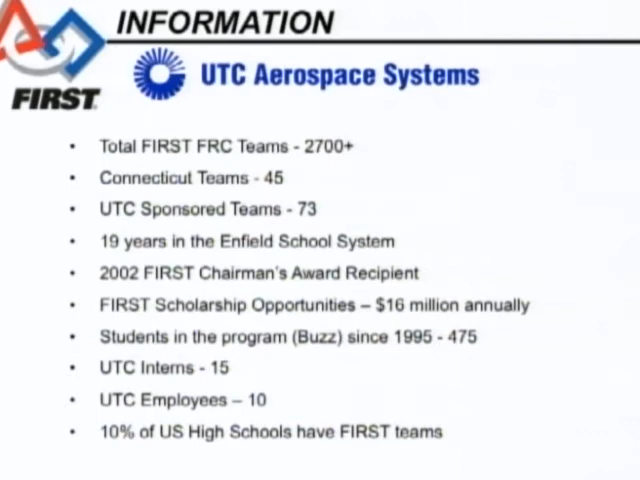 INFORMATION
UTC Aerospace Systems
FIRST
• Total FIRST FRC Teams - 2700+
• Connecticut Teams - 45
• UTC Sponsored Teams - 73
• 19 years in the Enfield School System
• 2002 FIRST Chairman's Award Recipient
• FIRST Scholarship Opportunities – $16 million annually
• Students in the program (Buzz) since 1995 - 475
• UTC Interns - 15
• UTC Employees – 10
• 10% of US High Schools have FIRST teams